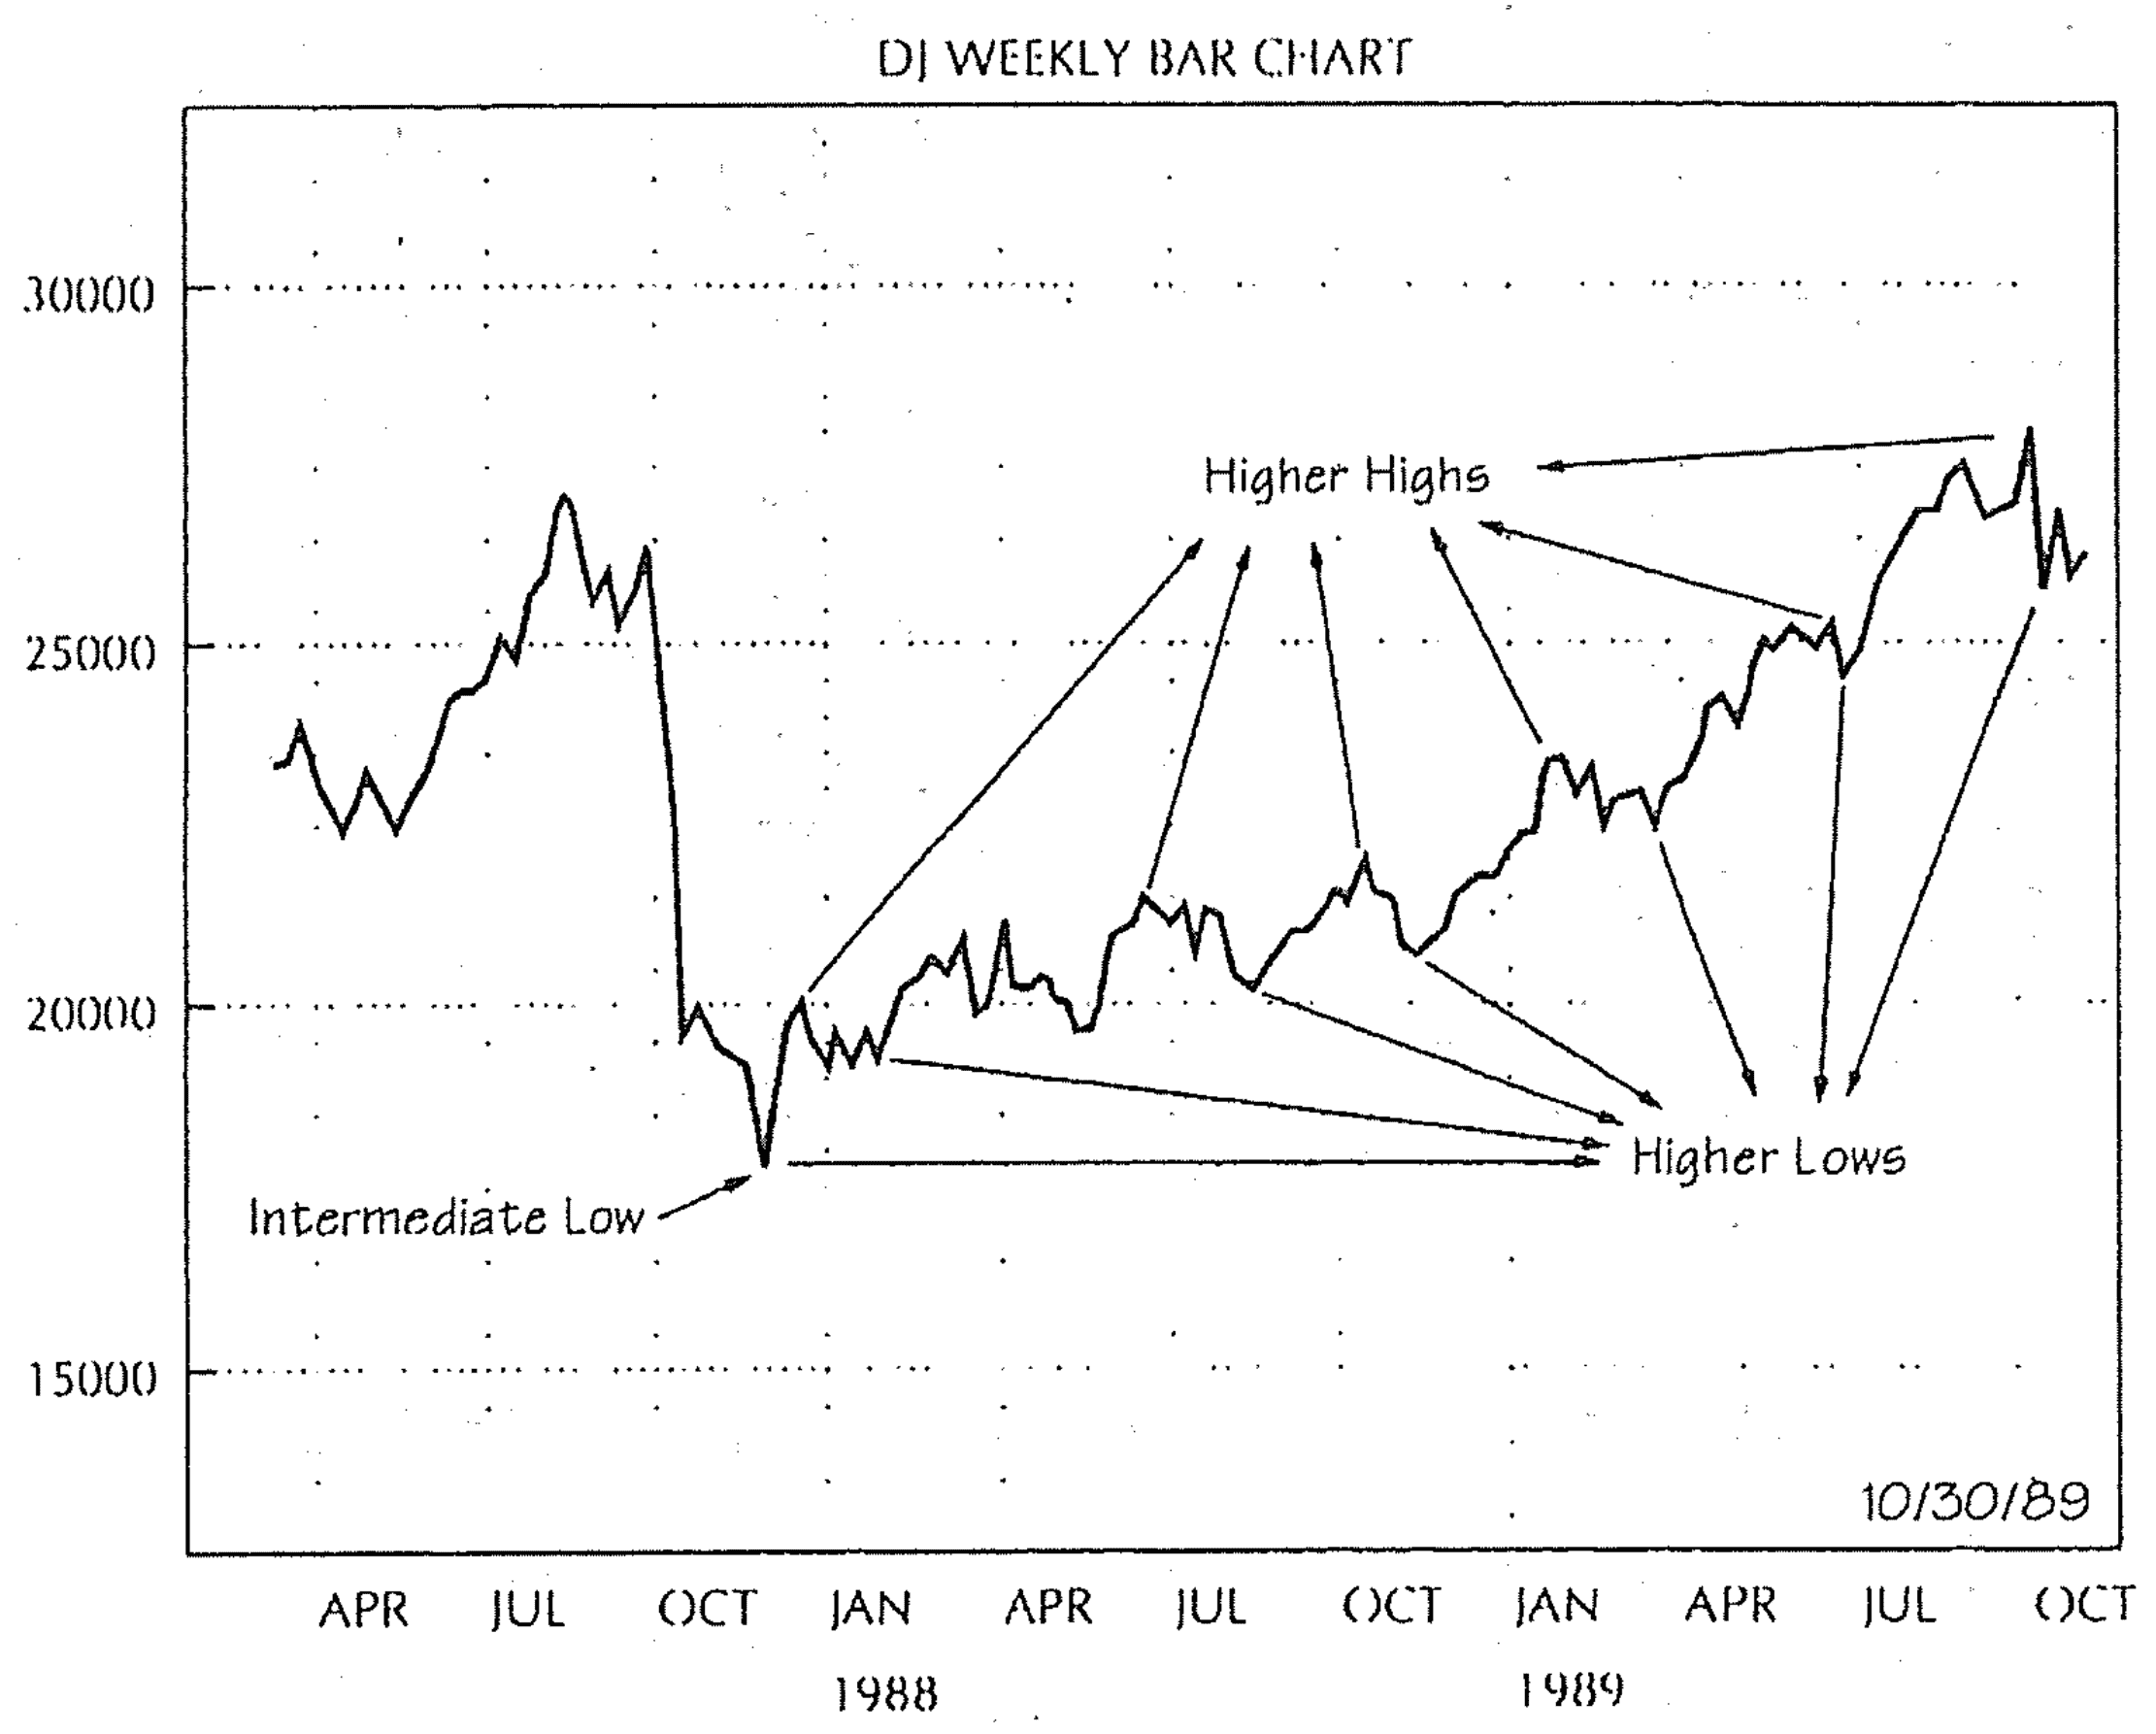 DJ WEEKLY BAR CHART
30000
Higher Highs
25000
20000
Higher Lows
Intermediate Low
15000
10/30/89
APR JUL OCT JAN APR JUL OCT JAN APR JUL OCT
1988 1989